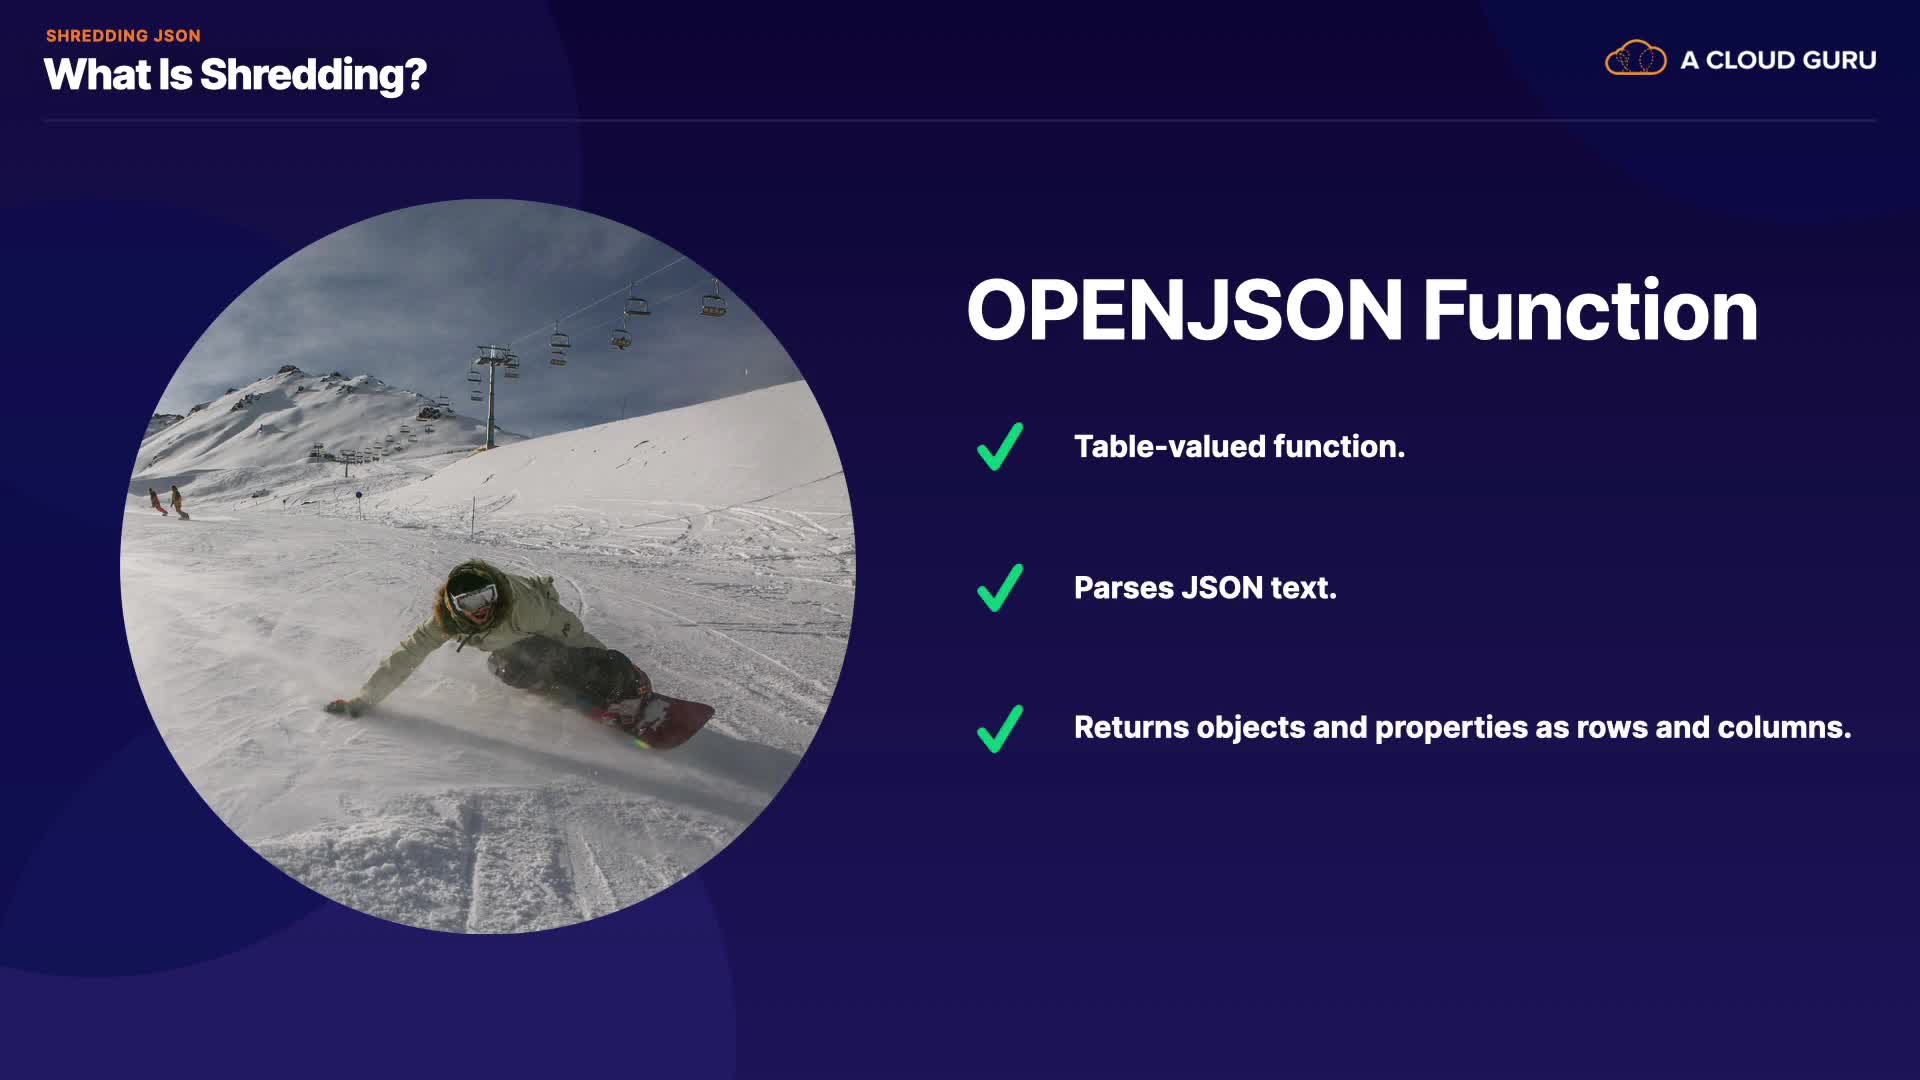 SHREDDING JSON
What Is Shredding?
A CLOUD GURU
OPENJSON Function
Table-valued function.
Parses JSON text.
Returns objects and properties as rows and columns.